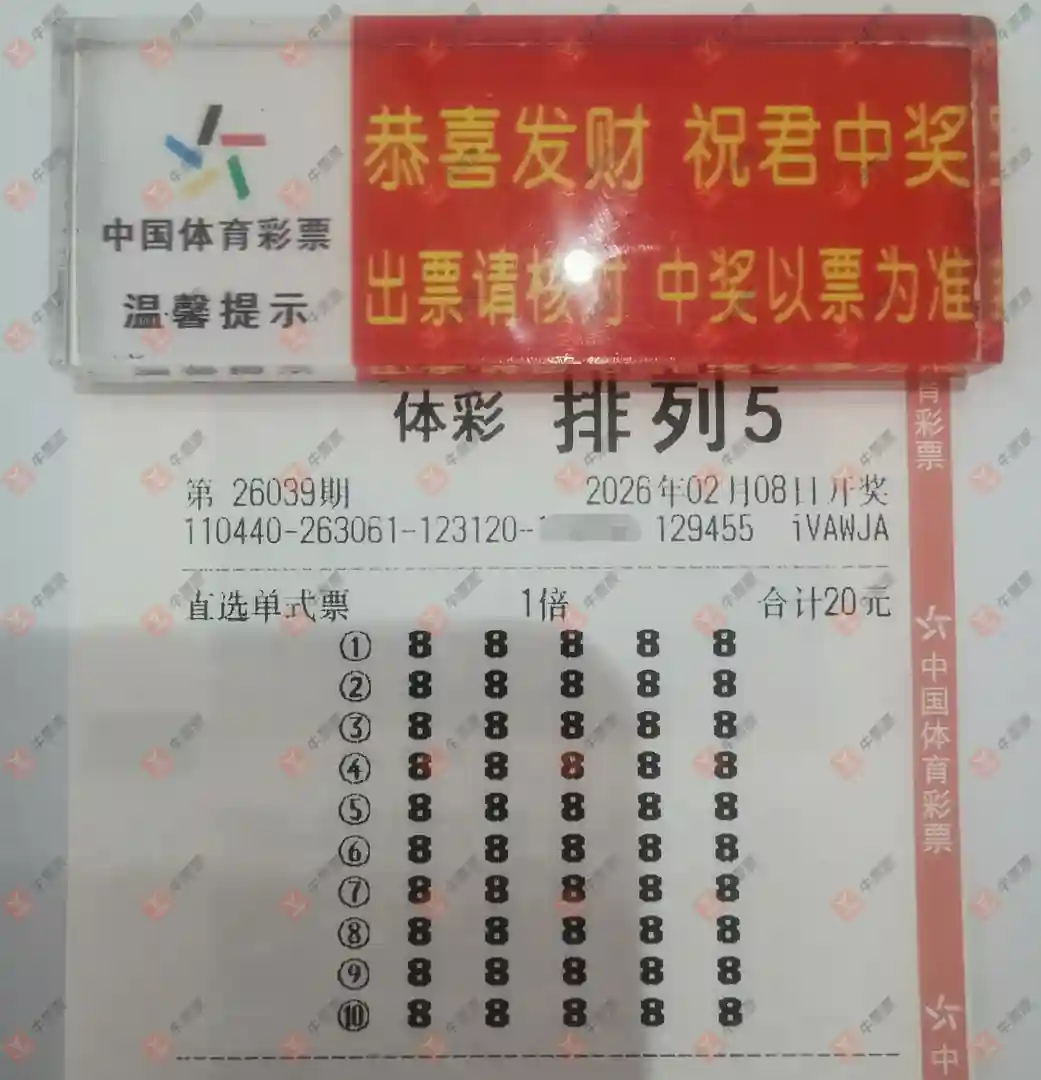 恭喜发财 祝君中奖
中国体育彩票
出票请核对 中奖以票为准
温馨提示
体彩 排列5
育彩票
第 26039期 2026年02月08日开奖
110440-263061-123120- 129455 iVAWJA
直选单式票 1倍 合计20元
① 8 8 8 8 8
② 8 8 8 8 8
③ 8 8 8 8 8
④ 8 8 8 8 8
⑤ 8 8 8 8 8
⑥ 8 8 8 8 8
⑦ 8 8 8 8 8
⑧ 8 8 8 8 8
⑨ 8 8 8 8 8
⑩ 8 8 8 8 8
中国体育彩票
中